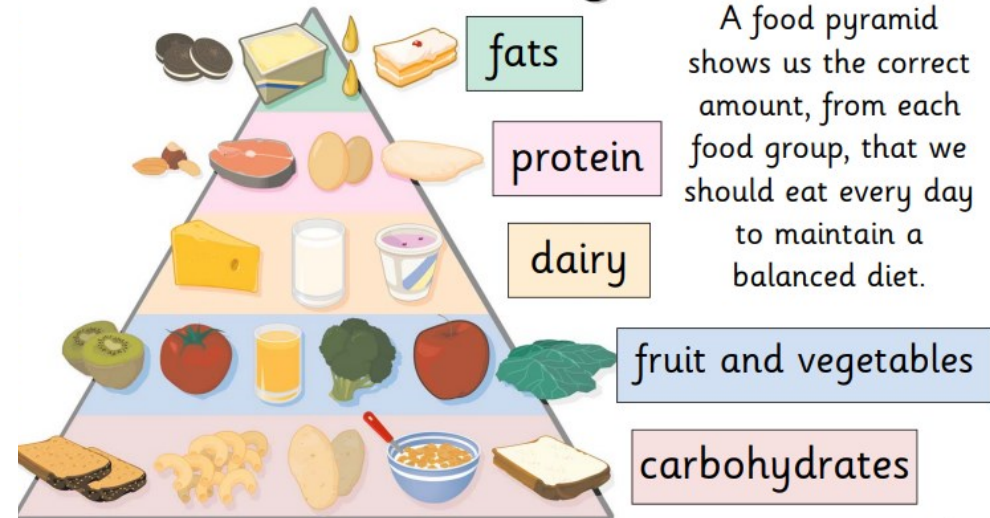 fats
protein
dairy
fruit and vegetables
carbohydrates
A food pyramid
shows us the correct
amount, from each
food group, that we
should eat every day
to maintain a
balanced diet.